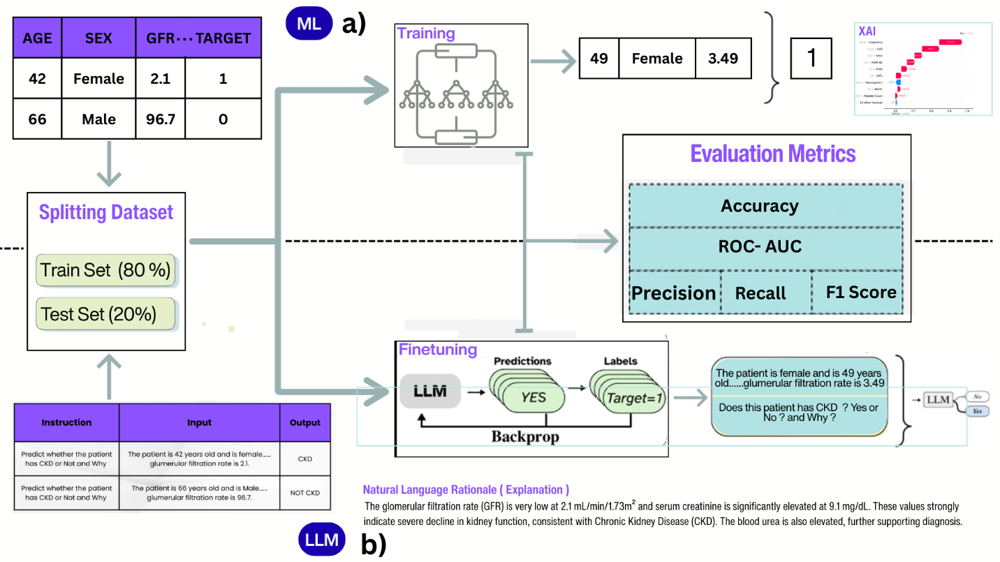 AGE SEX GFR··· TARGET
42 Female 2.1 1
66 Male 96.7 0
ML a)
Training
49 Female 3.49
1
XAI
Splitting Dataset
Train Set (80 %)
Test Set (20%)
Evaluation Metrics
Accuracy
ROC- AUC
Precision Recall F1 Score
Finetuning
Predictions Labels
LLM YES Target=1
Backprop
The patient is female and is 49 years
old......glumerular filtration rate is 3.49
Does this patient has CKD ? Yes or
No ? and Why ?
LLM
No
Yes
Instruction Input Output
Predict whether the patient
has CKD or Not and Why
The patient is 42 years old and is female......
glumerular filtration rate is 2.1.
CKD
Predict whether the patient
has CKD or Not and Why
The patient is 66 years old and is Male......
glumerular filtration rate is 96.7.
NOT CKD
Natural Language Rationale ( Explanation )
The glomerular filtration rate (GFR) is very low at 2.1 mL/min/1.73m² and serum creatinine is significantly elevated at 9.1 mg/dL. These values strongly
indicate severe decline in kidney function, consistent with Chronic Kidney Disease (CKD). The blood urea is also elevated, further supporting diagnosis.
LLM b)